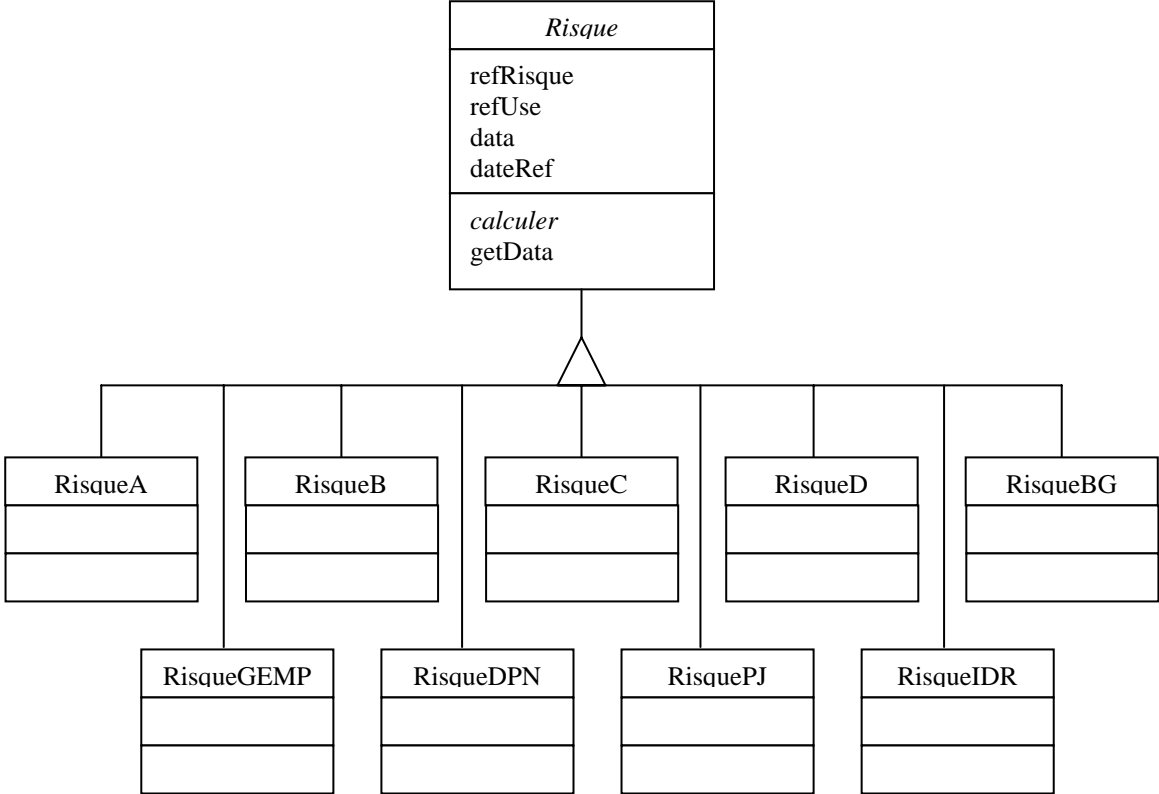 Risque
refRisque
refUse
data
dateRef
calculer
getData
RisqueA
RisqueB
RisqueC
RisqueD
RisqueBG
RisqueGEMP
RisqueDPN
RisquePJ
RisqueIDR